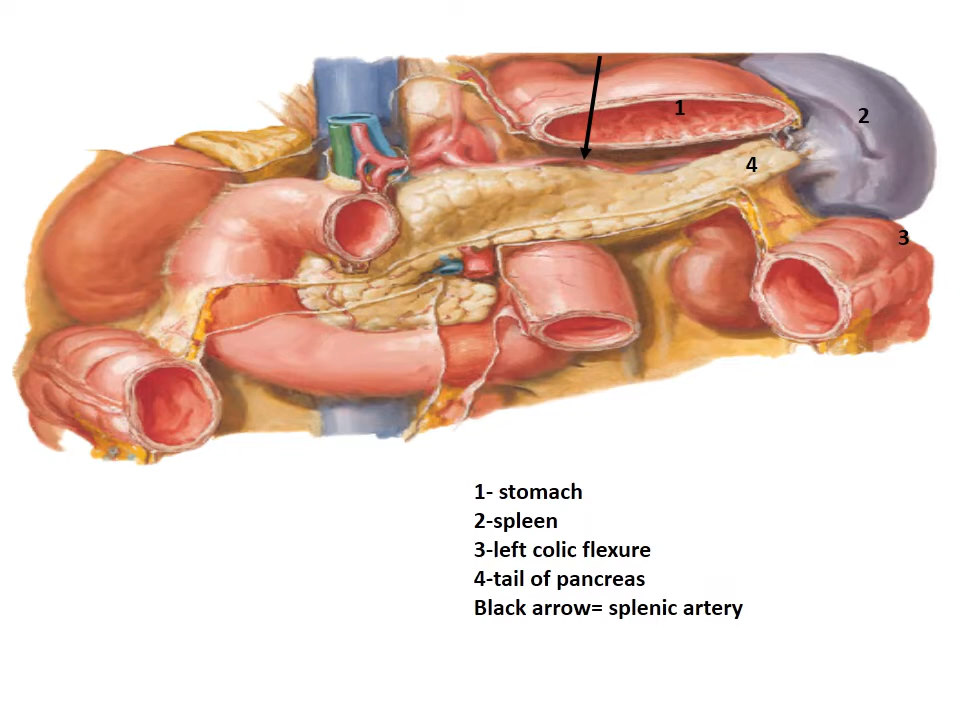 1
2
4
3
1- stomach
2-spleen
3-left colic flexure
4-tail of pancreas
Black arrow= splenic artery